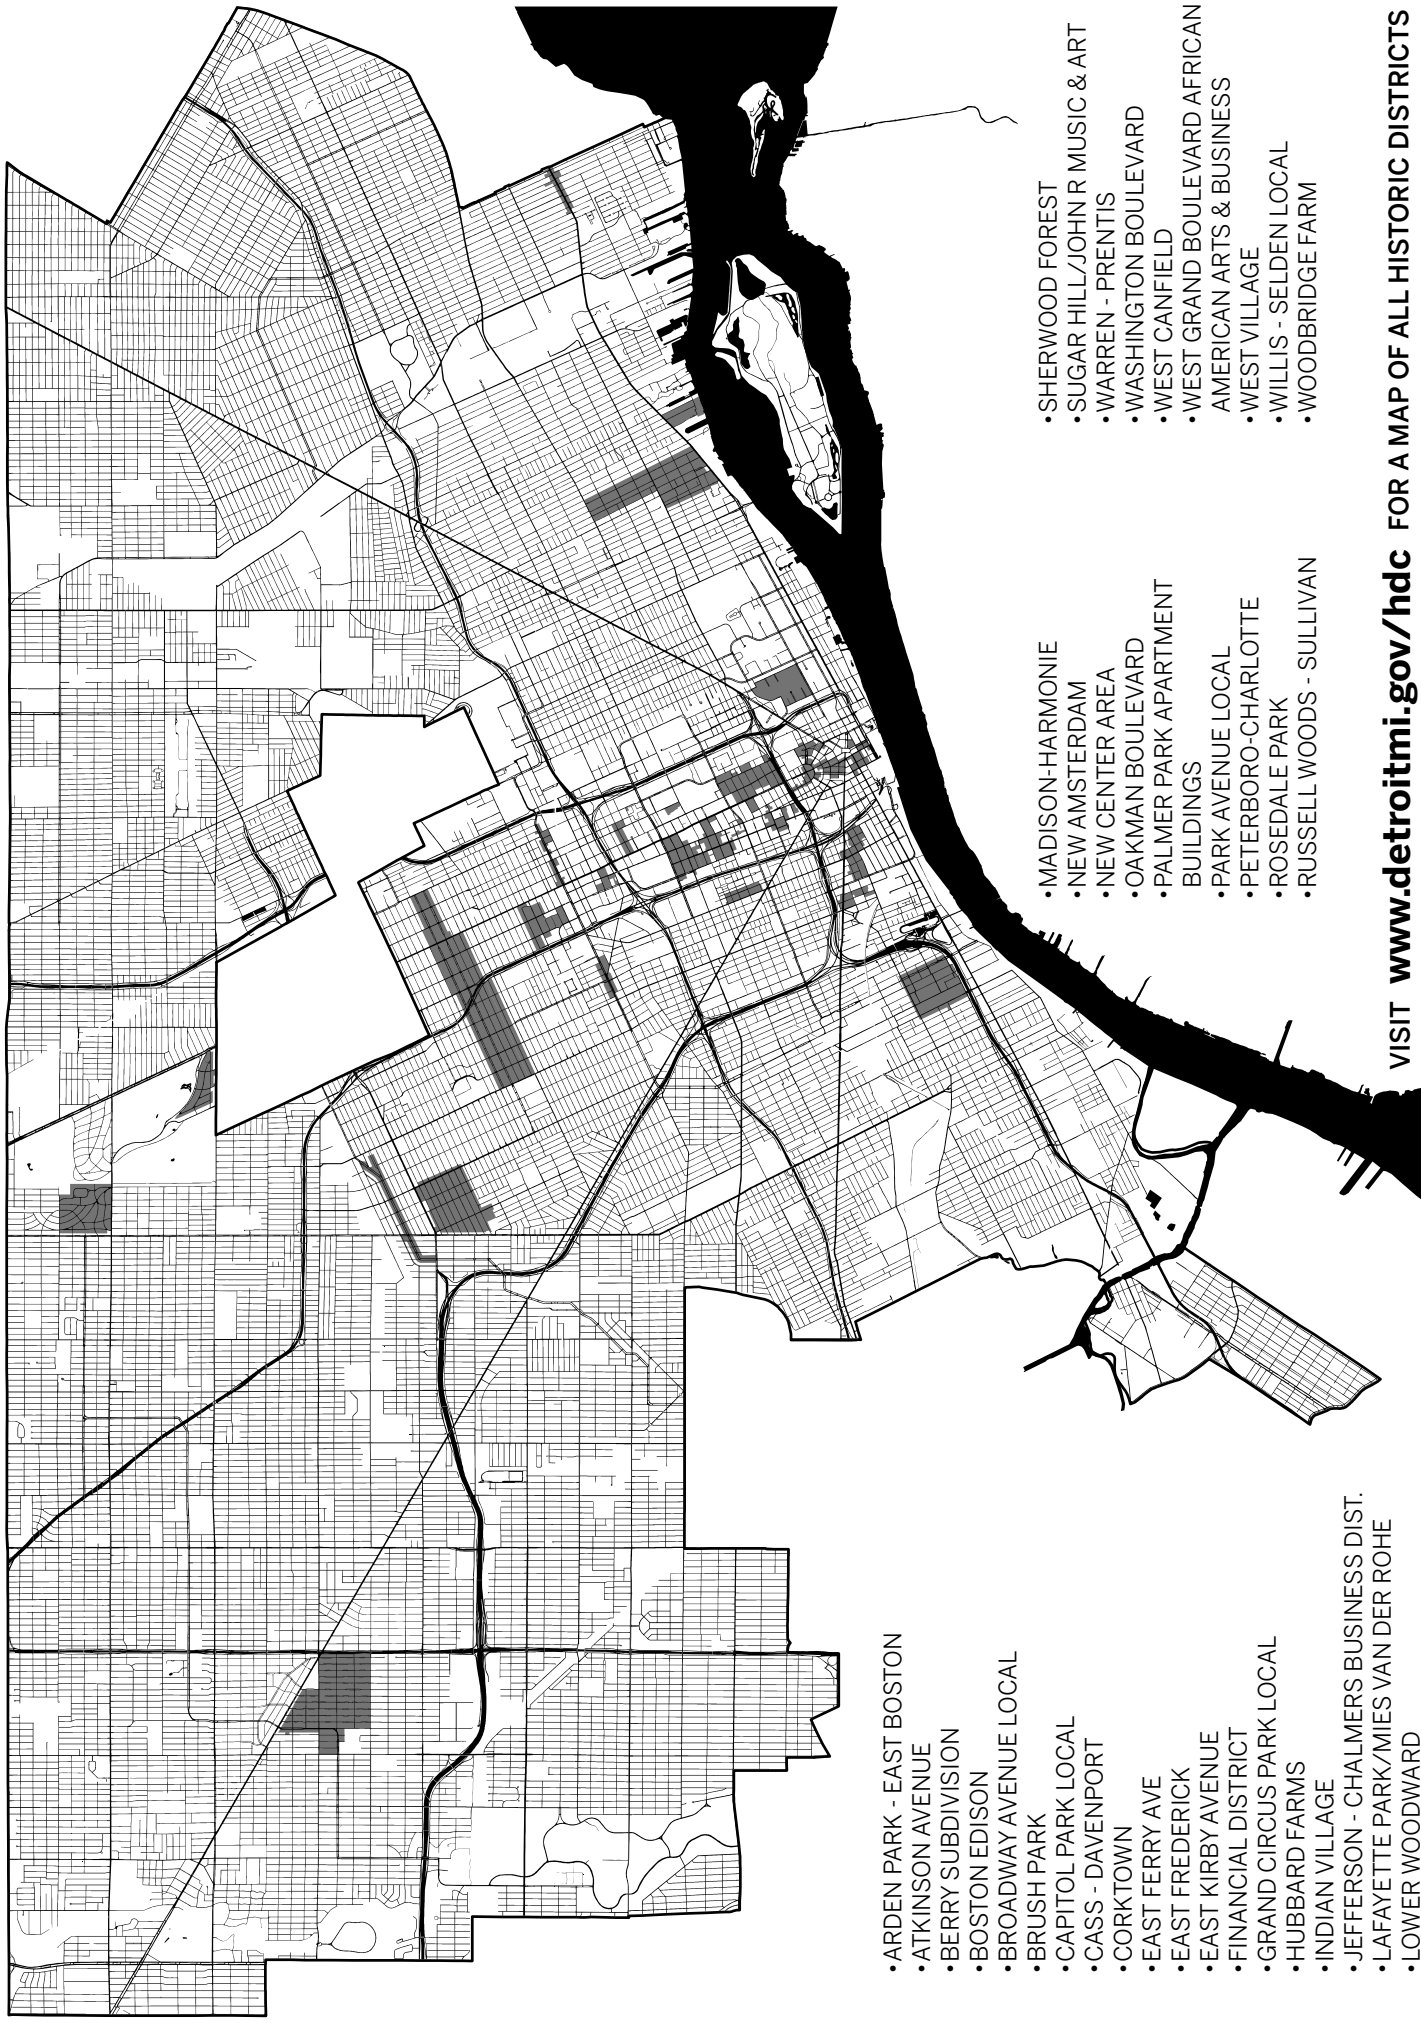 • ARDEN PARK - EAST BOSTON
• ATKINSON AVENUE
• BERRY SUBDIVISION
• BOSTON EDISON
• BROADWAY AVENUE LOCAL
• BRUSH PARK
• CAPITOL PARK LOCAL
• CASS - DAVENPORT
• CORKTOWN
• EAST FERRY AVE
• EAST FREDERICK
• EAST KIRBY AVENUE
• FINANCIAL DISTRICT
• GRAND CIRCUS PARK LOCAL
• HUBBARD FARMS
• INDIAN VILLAGE
• JEFFERSON - CHALMERS BUSINESS DIST.
• LAFAYETTE PARK/MIES VAN DER ROHE
• LOWER WOODWARD
• MADISON-HARMONIE
• NEW AMSTERDAM
• NEW CENTER AREA
• OAKMAN BOULEVARD
• PALMER PARK APARTMENT
BUILDINGS
• PARK AVENUE LOCAL
• PETERBORO-CHARLOTTE
• ROSEDALE PARK
• RUSSELL WOODS - SULLIVAN
• SHERWOOD FOREST
• SUGAR HILL/JOHN R MUSIC & ART
• WARREN - PRENTIS
• WASHINGTON BOULEVARD
• WEST CANFIELD
• WEST GRAND BOULEVARD AFRICAN
AMERICAN ARTS & BUSINESS
• WEST VILLAGE
• WILLIS - SELDEN LOCAL
• WOODBRIDGE FARM
VISIT www.detroitmi.gov/hdc FOR A MAP OF ALL HISTORIC DISTRICTS